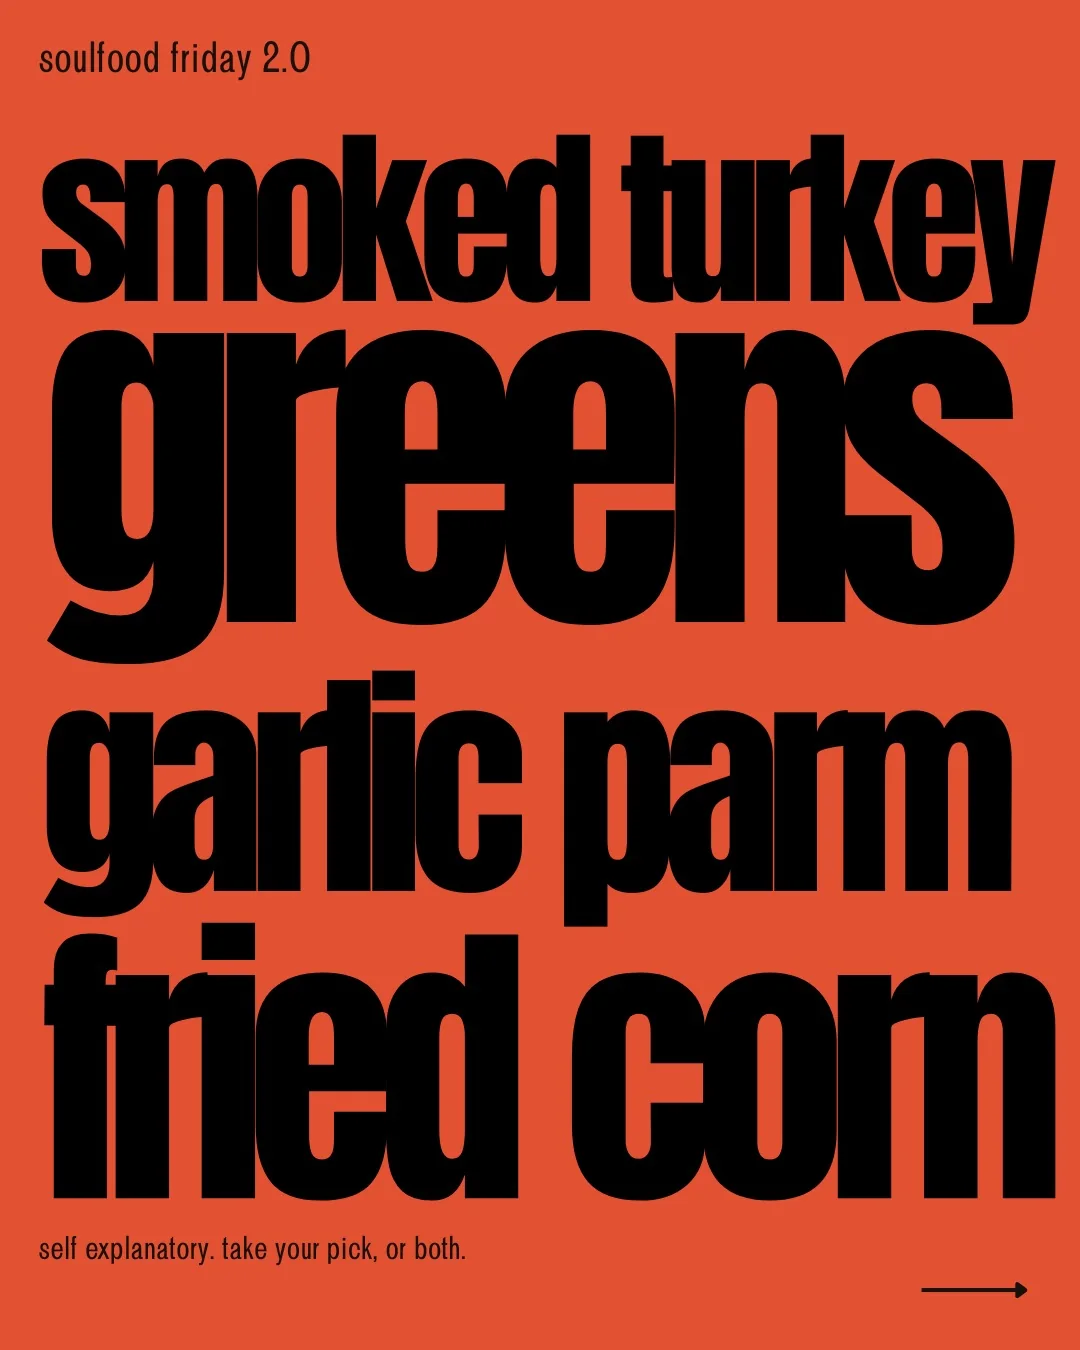 soulfood friday 2.0
smoked turkey
greens
garlic parm
fried corn
self explanatory. take your pick, or both.